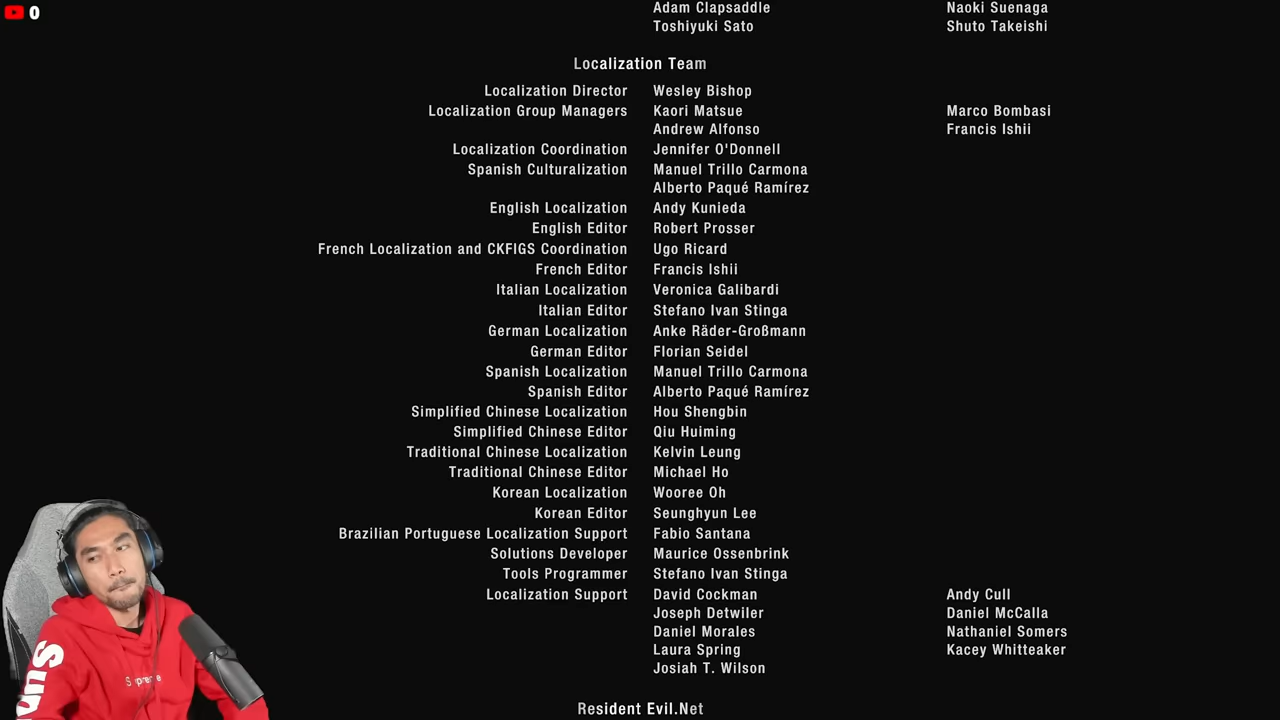 0
Adam Clapsaddle Naoki Suenaga
Toshiyuki Sato Shuto Takeishi
Localization Team
Localization Director Wesley Bishop
Localization Group Managers Kaori Matsue Marco Bombasi
Andrew Alfonso Francis Ishii
Localization Coordination Jennifer O'Donnell
Spanish Culturalization Manuel Trillo Carmona
Alberto Paqué Ramírez
English Localization Andy Kunieda
English Editor Robert Prosser
French Localization and CKFIGS Coordination Ugo Ricard
French Editor Francis Ishii
Italian Localization Veronica Galibardi
Italian Editor Stefano Ivan Stinga
German Localization Anke Räder-Großmann
German Editor Florian Seidel
Spanish Localization Manuel Trillo Carmona
Spanish Editor Alberto Paqué Ramírez
Simplified Chinese Localization Hou Shengbin
Simplified Chinese Editor Qiu Huiming
Traditional Chinese Localization Kelvin Leung
Traditional Chinese Editor Michael Ho
Korean Localization Wooree Oh
Korean Editor Seunghyun Lee
Brazilian Portuguese Localization Support Fabio Santana
Solutions Developer Maurice Ossenbrink
Tools Programmer Stefano Ivan Stinga
Localization Support David Cockman Andy Cull
Joseph Detwiler Daniel McCalla
Daniel Morales Nathaniel Somers
Laura Spring Kacey Whitteaker
Josiah T. Wilson
Resident Evil.Net